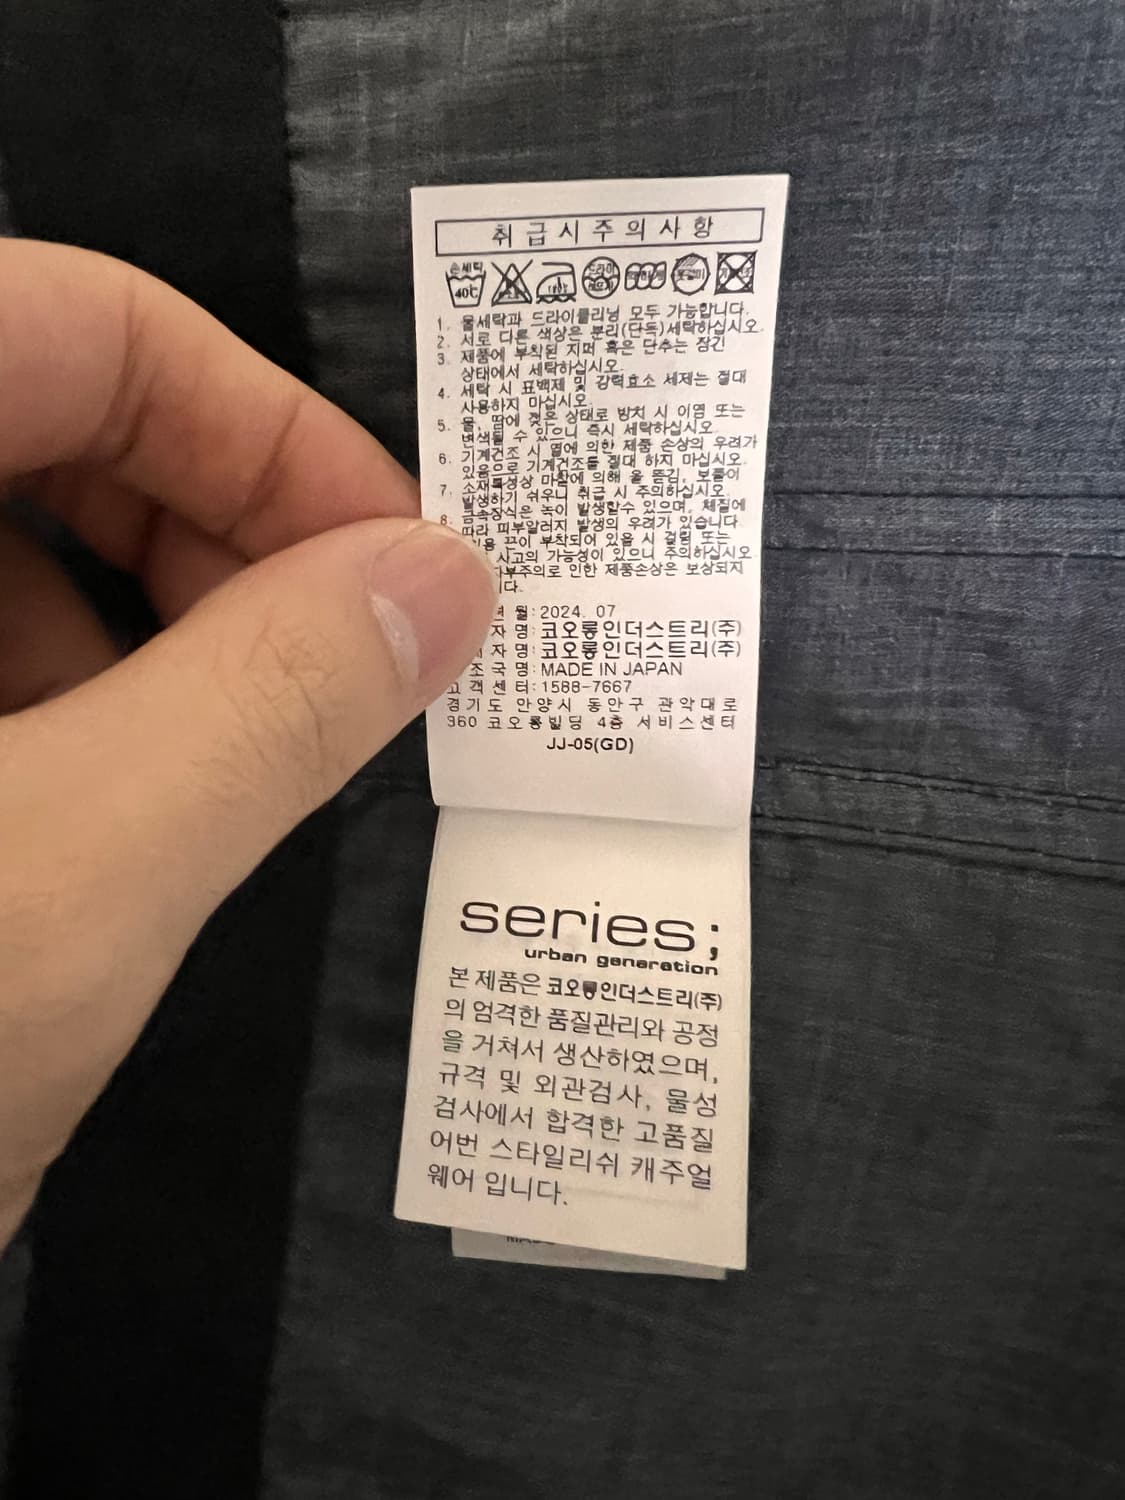 취급시주의사항
손세탁
40℃
드라이
1. 물세탁과 드라이클리닝 모두 가능합니다.
2. 서로 다른 색상은 분리(단독)세탁하십시오.
3. 제품에 부착된 지퍼 혹은 단추는 잠긴
상태에서 세탁하십시오.
4. 세탁 시 표백제 및 강력효소 세제는 절대
사용하지 마십시오.
5. 물, 땀에 젖은 상태로 방치 시 이염 또는
변색될 수 있으니 즉시 세탁하십시오.
6. 기계건조 시 열에 의한 제품 손상의 우려가
있음으로 기계건조를 절대 하지 마십시오.
7. 소재특성상 마찰에 의해 올 뜯김, 보풀이
발생하기 쉬우니 취급 시 주의하십시오.
8. 금속장식은 녹이 발생할수 있으며, 체질에
따라 피부알러지 발생의 우려가 있습니다.
끈이 부착되어 있을 시 걸림 또는
사고의 가능성이 있으니 주의하십시오
부주의로 인한 제품손상은 보상되지
월: 2024. 07
자 명: 코오롱인더스트리(주)
자 명: 코오롱인더스트리(주)
조 국 명: MADE IN JAPAN
고 객 센 터: 1588-7667
경기도 안양시 동안구 관악대로
360 코오롱빌딩 4층 서비스센터
JJ-05(GD)
series;
urban generation
본 제품은 코오롱인더스트리(주)
의 엄격한 품질관리와 공정
을 거쳐서 생산하였으며,
규격 및 외관검사, 물성
검사에서 합격한 고품질
어번 스타일리쉬 캐주얼
웨어 입니다.